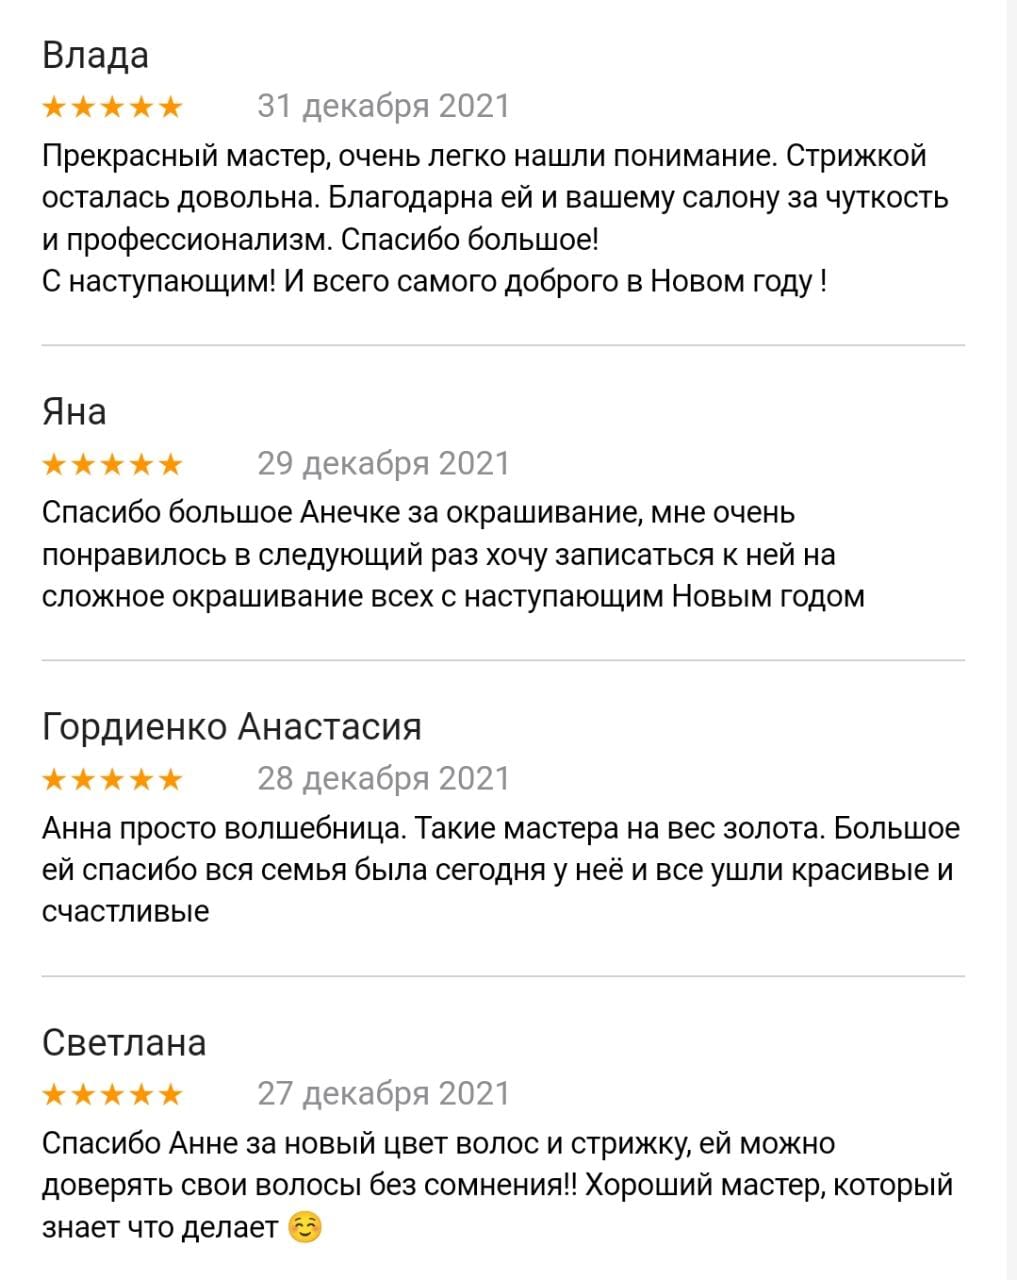 Влада
★★★★★ 31 декабря 2021
Прекрасный мастер, очень легко нашли понимание. Стрижкой
осталась довольна. Благодарна ей и вашему салону за чуткость
и профессионализм. Спасибо большое!
С наступающим! И всего самого доброго в Новом году !
Яна
★★★★★ 29 декабря 2021
Спасибо большое Анечке за окрашивание, мне очень
понравилось в следующий раз хочу записаться к ней на
сложное окрашивание всех с наступающим Новым годом
Гордиенко Анастасия
★★★★★ 28 декабря 2021
Анна просто волшебница. Такие мастера на вес золота. Большое
ей спасибо вся семья была сегодня у неё и все ушли красивые и
счастливые
Светлана
★★★★★ 27 декабря 2021
Спасибо Анне за новый цвет волос и стрижку, ей можно
доверять свои волосы без сомнения!! Хороший мастер, который
знает что делает ☺️